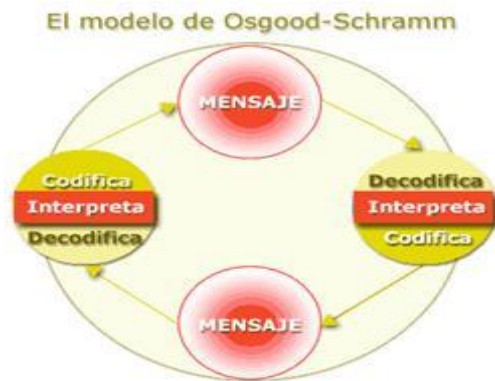 El modelo de Osgood-Schramm
MENSAJE
Codifica
Interpreta
Decodifica
Decodifica
Interpreta
Codifica
MENSAJE